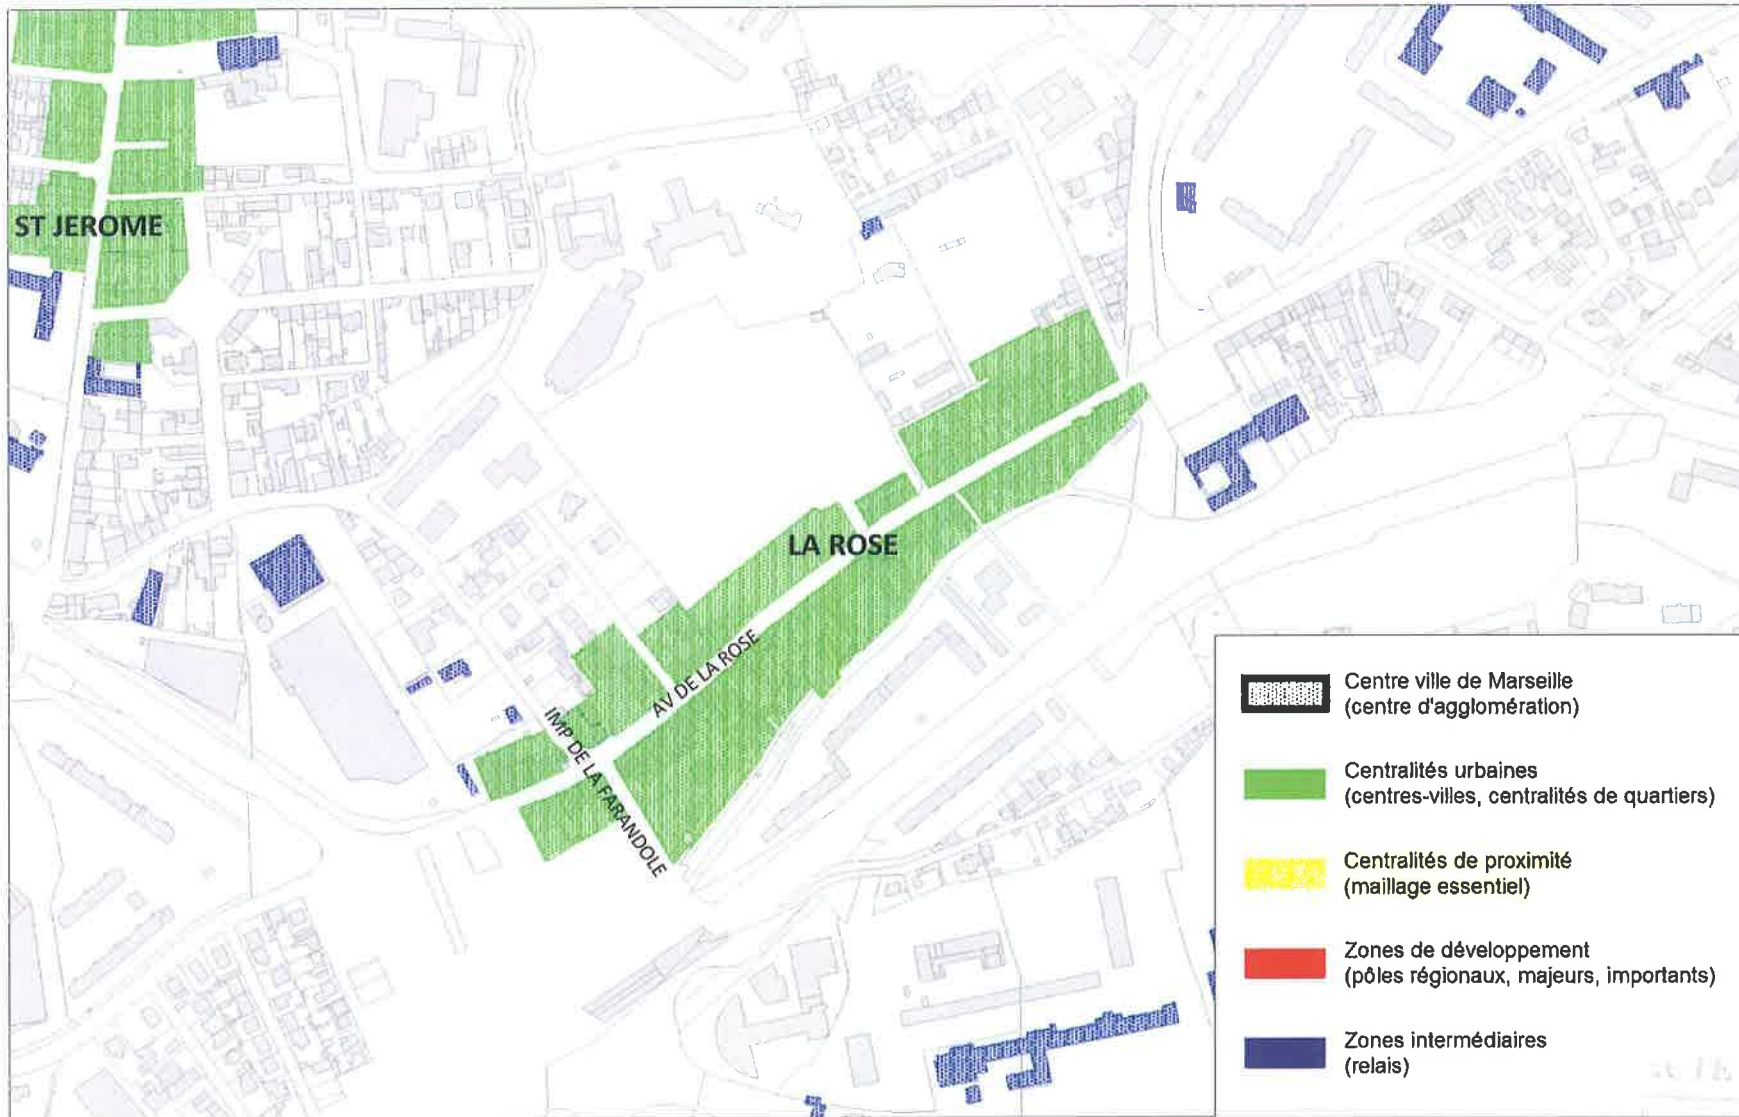 ST JEROME
LA ROSE
AV DE LA ROSE
IMP DE LA FARANDOLE
Centre ville de Marseille
(centre d'agglomération)
Centralités urbaines
(centres-villes, centralités de quartiers)
Centralités de proximité
(maillage essentiel)
Zones de développement
(pôles régionaux, majeurs, importants)
Zones intermédiaires
(relais)